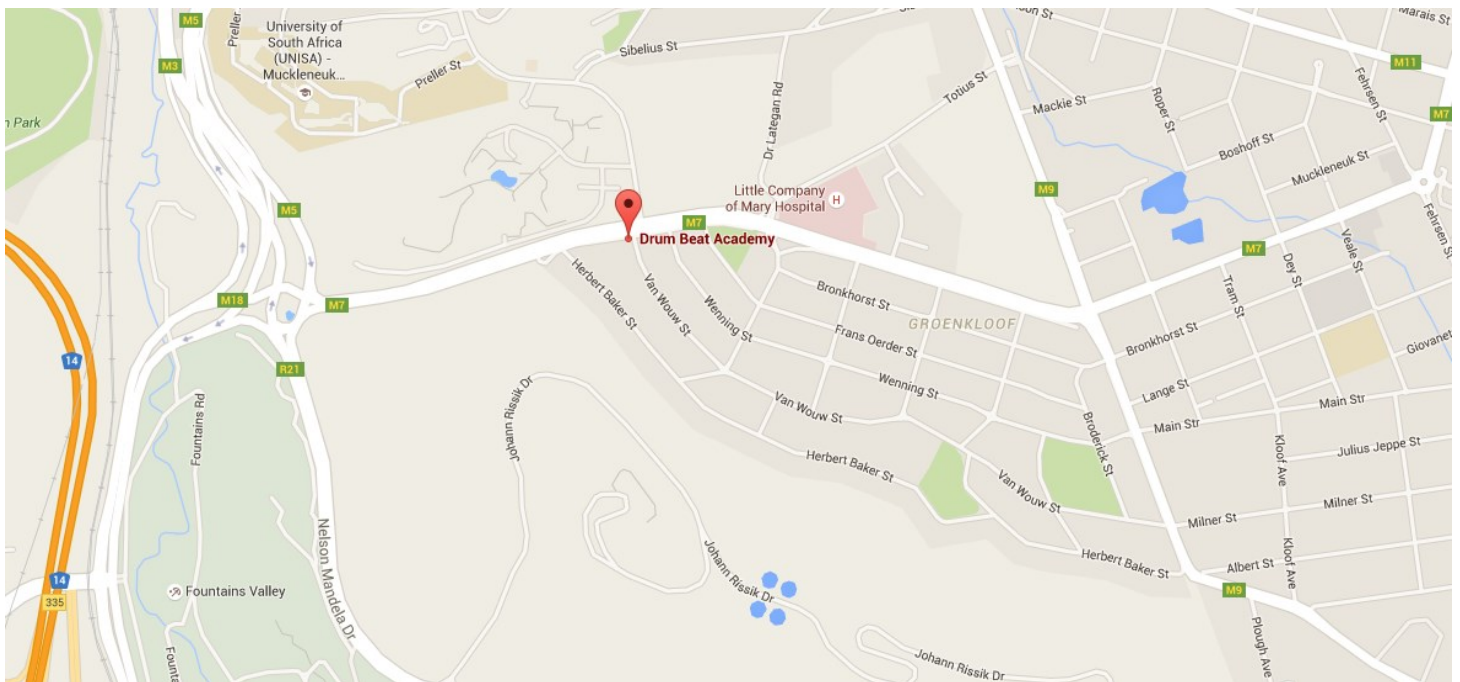 M5
University of
South Africa
(UNISA) -
Muckleneuk...
Preller St
Sibelius St
Marais St
M11
M3
Preller St
Totius St
Mackie St
Roper St
Fehrsen St
M7
n Park
Dr Lategan Rd
Boshoff St
Muckleneuk St
Little Company
of Mary Hospital
H
M9
M5
M7
Drum Beat Academy
M7
Fehrsen St
Veale St
Dey St
Tram St
Herbert Baker St
Van Wouw St
Wenning St
Bronkhorst St
GROENKLOOF
M18
M7
Frans Oerder St
Bronkhorst St
Giovanet
14
R21
Wenning St
Lange St
Main Str
Johann Rissik Dr
Van Wouw St
Main Str
Fountains Rd
Broderick St
Kloof Ave
Julius Jeppe St
Herbert Baker St
Van Wouw St
Milner St
Milner St
Nelson Mandela Dr
Johann Rissik Dr
Herbert Baker St
Albert St
Kloof Ave
14
335
Fountains Valley
M9
Plough Ave
Johann Rissik Dr
Fount